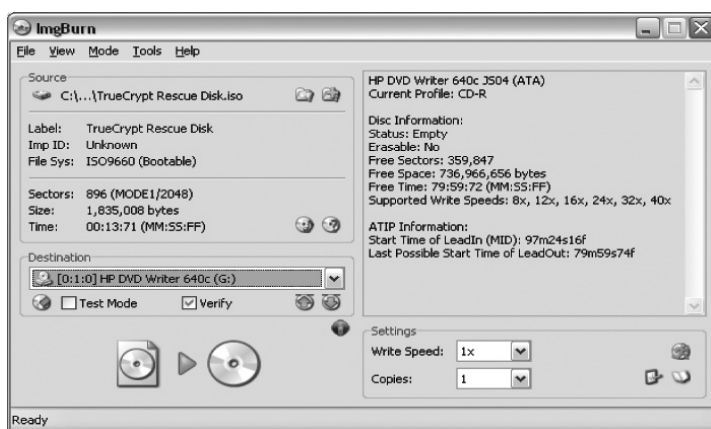 ImgBurn
File View Mode Tools Help
Source
C:\...\TrueCrypt Rescue Disk.iso
Label: TrueCrypt Rescue Disk
Imp ID: Unknown
File Sys: ISO9660 (Bootable)
Sectors: 896 (MODE1/2048)
Size: 1,835,008 bytes
Time: 00:13:71 (MM:SS:FF)
Destination
[0:1:0] HP DVD Writer 640c (G:)
Test Mode Verify
HP DVD Writer 640c JS04 (ATA)
Current Profile: CD-R
Disc Information:
Status: Empty
Erasable: No
Free Sectors: 359,847
Free Space: 736,966,656 bytes
Free Time: 79:59:72 (MM:SS:FF)
Supported Write Speeds: 8x, 12x, 16x, 24x, 32x, 40x
ATIP Information:
Start Time of LeadIn (MID): 97m24s16f
Last Possible Start Time of LeadOut: 79m59s74f
Settings
Write Speed: 1x
Copies: 1
Ready